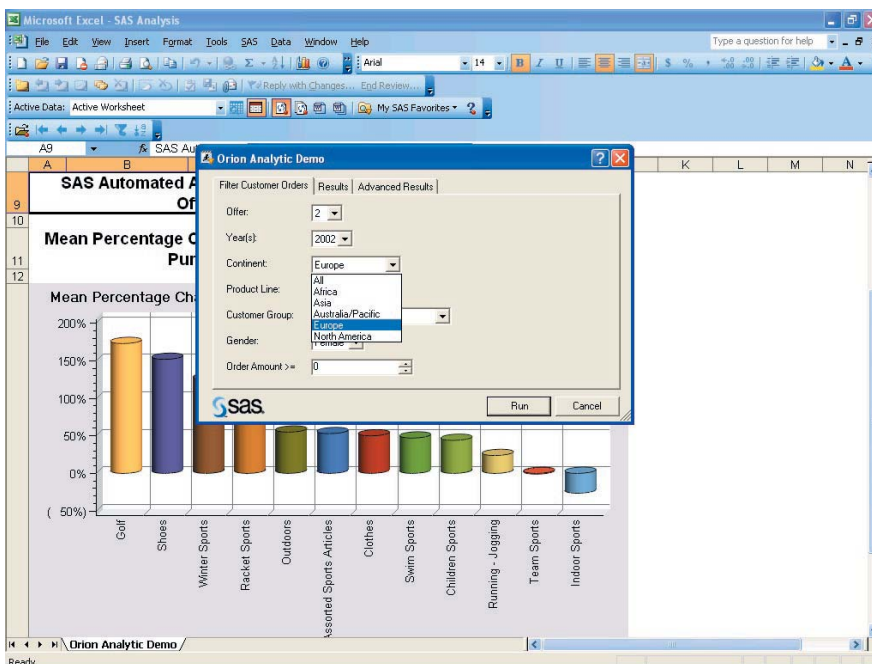 Microsoft Excel - SAS Analysis
File Edit View Insert Format Tools SAS Data Window Help
Type a question for help
Arial 14 B I U $ % ,
Reply with Changes... End Review...
Active Data: Active Worksheet
My SAS Favorites
A9 fx SAS Au
A B K L M N
9 SAS Automated A
Of
10
11 Mean Percentage C
Pur
12
Orion Analytic Demo
Filter Customer Orders Results Advanced Results
Offer: 2
Year(s): 2002
Continent: Europe
All
Africa
Asia
Australia/Pacific
Europe
North America
Product Line:
Customer Group:
Gender: Female
Order Amount >= 0
sas.
Run Cancel
Mean Percentage Cha
200%
150%
100%
50%
0%
( 50%)
Golf
Shoes
Winter Sports
Racket Sports
Outdoors
Assorted Sports Articles
Clothes
Swim Sports
Children Sports
Running - Jogging
Team Sports
Indoor Sports
Orion Analytic Demo
Ready